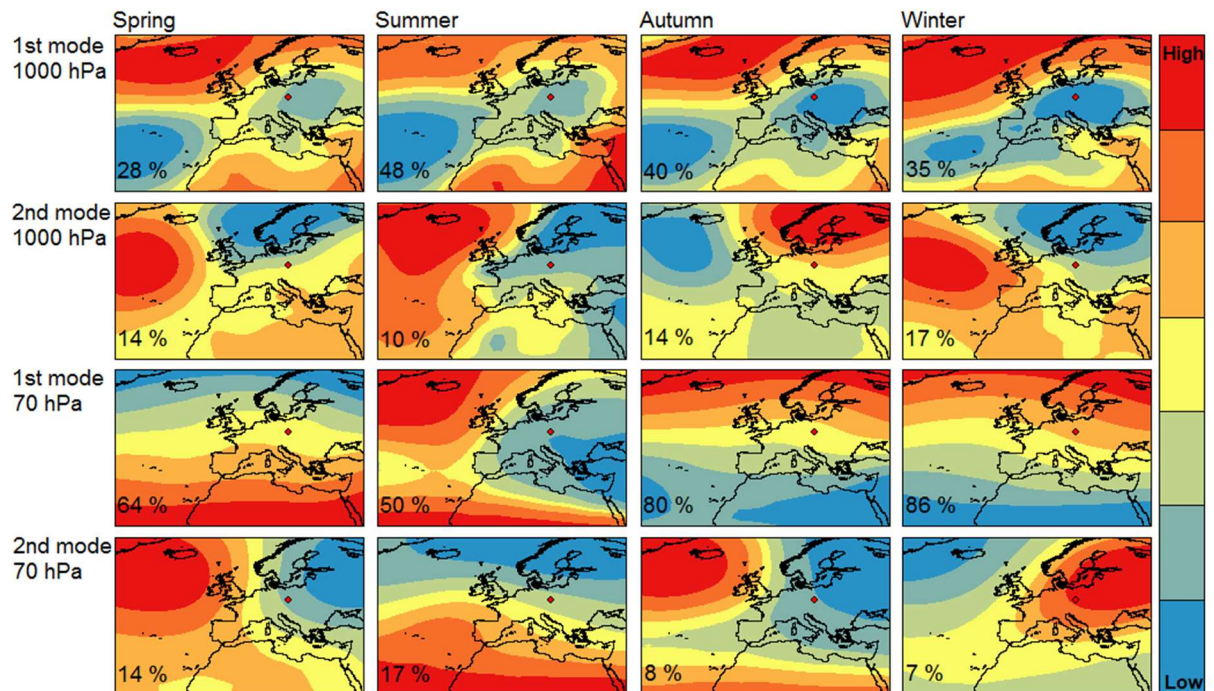 Spring Summer Autumn Winter
1st mode
1000 hPa
28 % 48 % 40 % 35 %
High
2nd mode
1000 hPa
14 % 10 % 14 % 17 %
1st mode
70 hPa
64 % 50 % 80 % 86 %
2nd mode
70 hPa
14 % 17 % 8 % 7 %
Low